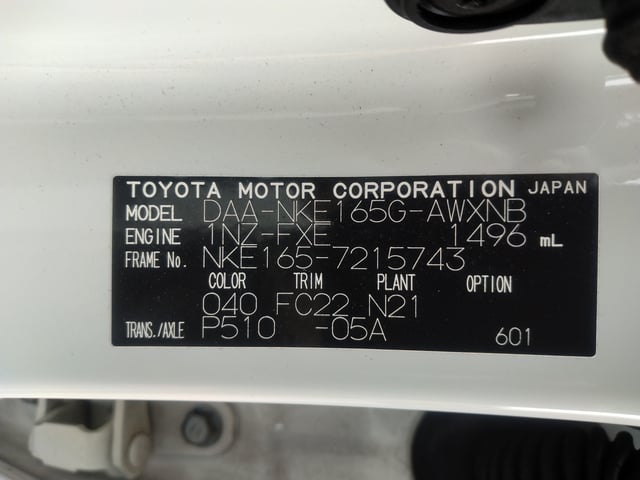 TOYOTA MOTOR CORPORATION JAPAN
MODEL DAA-NKE165G-AWXNB
ENGINE 1NZ-FXE 1496 mL
FRAME No. NKE165-7215743
COLOR TRIM PLANT OPTION
040 FC22 N21
TRANS./AXLE P510 -05A 601